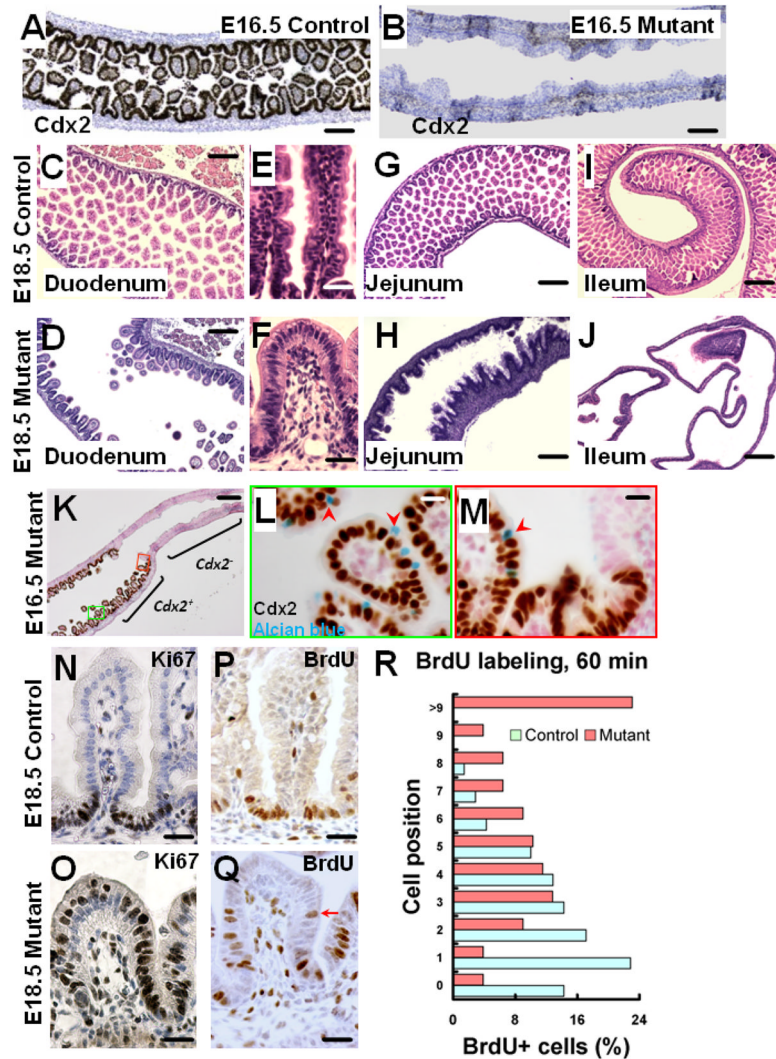 A E16.5 Control
Cdx2
B E16.5 Mutant
Cdx2
E18.5 Control
C
Duodenum
E
G
Jejunum
I
Ileum
E18.5 Mutant
D
Duodenum
F
H
Jejunum
J
Ileum
E16.5 Mutant
K
Cdx2-
Cdx2+
L
Cdx2
Alcian blue
M
E18.5 Control
N Ki67
P BrdU
E18.5 Mutant
O Ki67
Q BrdU
R BrdU labeling, 60 min
Control Mutant
Cell position
>9
9
8
7
6
5
4
3
2
1
0
0 8 16 24
BrdU+ cells (%)